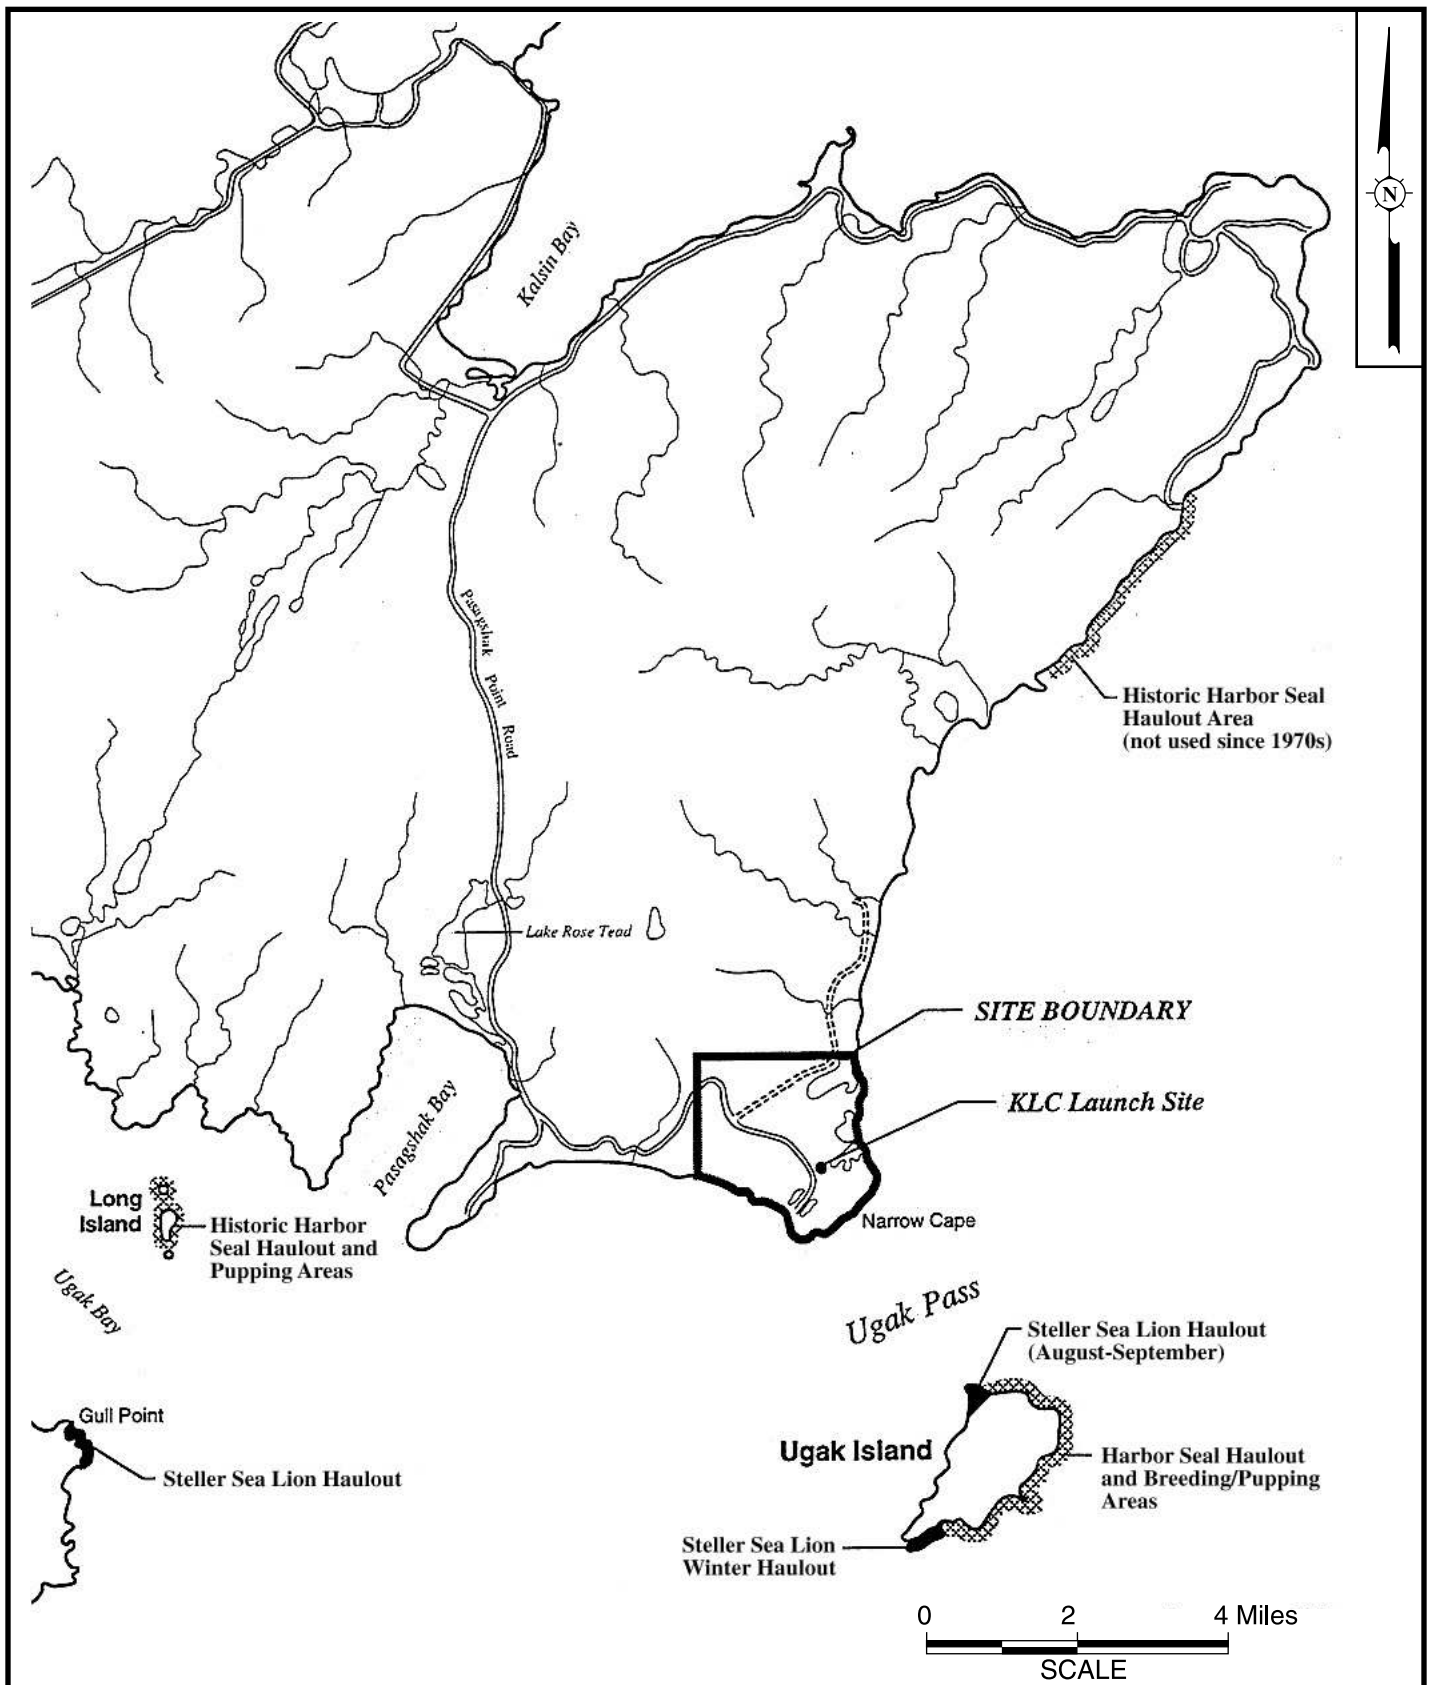 N
Kalsin Bay
Pasagshak Point Road
Historic Harbor Seal
Haulout Area
(not used since 1970s)
Lake Rose Tead
SITE BOUNDARY
KLC Launch Site
Pasagshak Bay
Long
Island
Historic Harbor
Seal Haulout and
Pupping Areas
Narrow Cape
Ugak Bay
Ugak Pass
Steller Sea Lion Haulout
(August-September)
Gull Point
Steller Sea Lion Haulout
Ugak Island
Harbor Seal Haulout
and Breeding/Pupping
Areas
Steller Sea Lion
Winter Haulout
0 2 4 Miles
SCALE